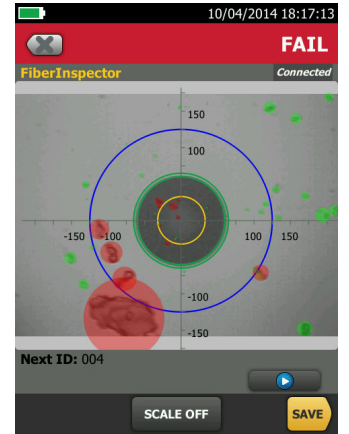 10/04/2014 18:17:13
FAIL
FiberInspector
Connected
150
100
-150 -100 100 150
-100
-150
Next ID: 004
SCALE OFF
SAVE